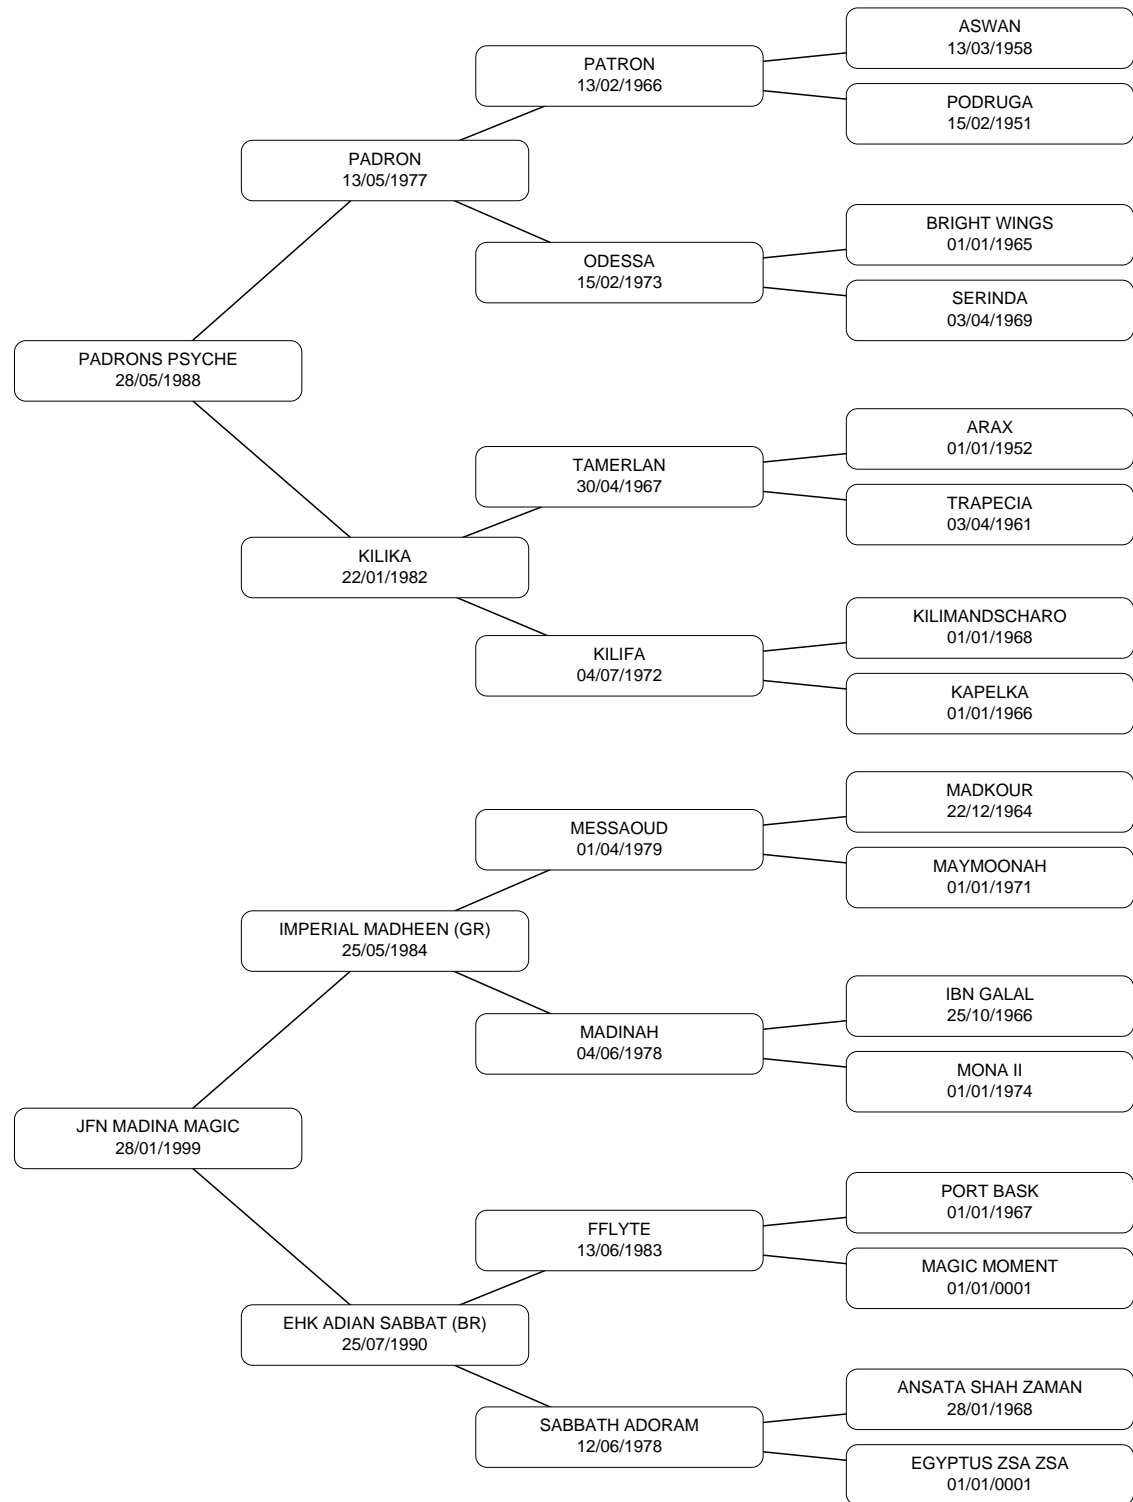 ASWAN
13/03/1958
PATRON
13/02/1966
PODRUGA
15/02/1951
PADRON
13/05/1977
BRIGHT WINGS
01/01/1965
ODESSA
15/02/1973
SERINDA
03/04/1969
PADRONS PSYCHE
28/05/1988
ARAX
01/01/1952
TAMERLAN
30/04/1967
TRAPECIA
03/04/1961
KILIKA
22/01/1982
KILIMANDSCHARO
01/01/1968
KILIFA
04/07/1972
KAPELKA
01/01/1966
MADKOUR
22/12/1964
MESSAOUD
01/04/1979
MAYMOONAH
01/01/1971
IMPERIAL MADHEEN (GR)
25/05/1984
IBN GALAL
25/10/1966
MADINAH
04/06/1978
MONA II
01/01/1974
JFN MADINA MAGIC
28/01/1999
PORT BASK
01/01/1967
FFLYTE
13/06/1983
MAGIC MOMENT
01/01/0001
EHK ADIAN SABBAT (BR)
25/07/1990
ANSATA SHAH ZAMAN
28/01/1968
SABBATH ADORAM
12/06/1978
EGYPTUS ZSA ZSA
01/01/0001